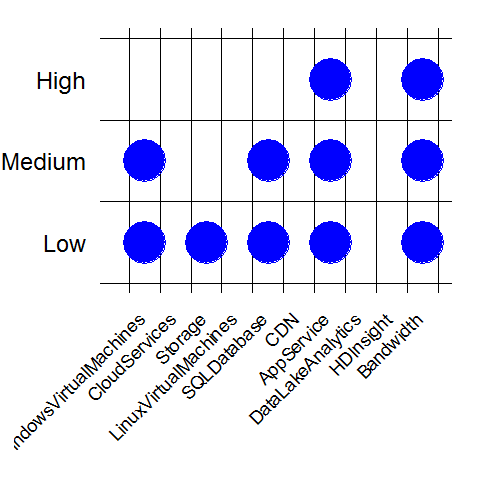 High
Medium
Low
ndowsVirtualMachines
CloudServices
Storage
LinuxVirtualMachines
SQLDatabase
CDN
AppService
DataLakeAnalytics
HDInsight
Bandwidth